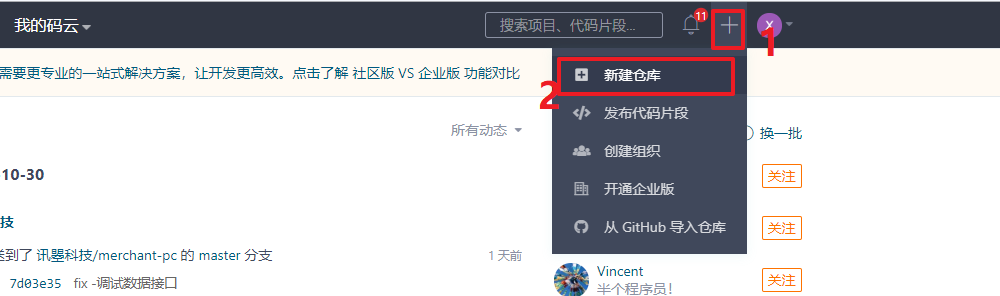 我的码云
搜索项目、代码片段...
11
X
1
需要更专业的一站式解决方案，让开发更高效。点击了解 社区版 VS 企业版 功能对比
2
新建仓库
发布代码片段
创建组织
开通企业版
从 GitHub 导入仓库
所有动态
换一批
10-30
关注
技
关注
送到了 讯曌科技/merchant-pc 的 master 分支
1 天前
7d03e35 fix -调试数据接口
Vincent
半个程序员！
关注